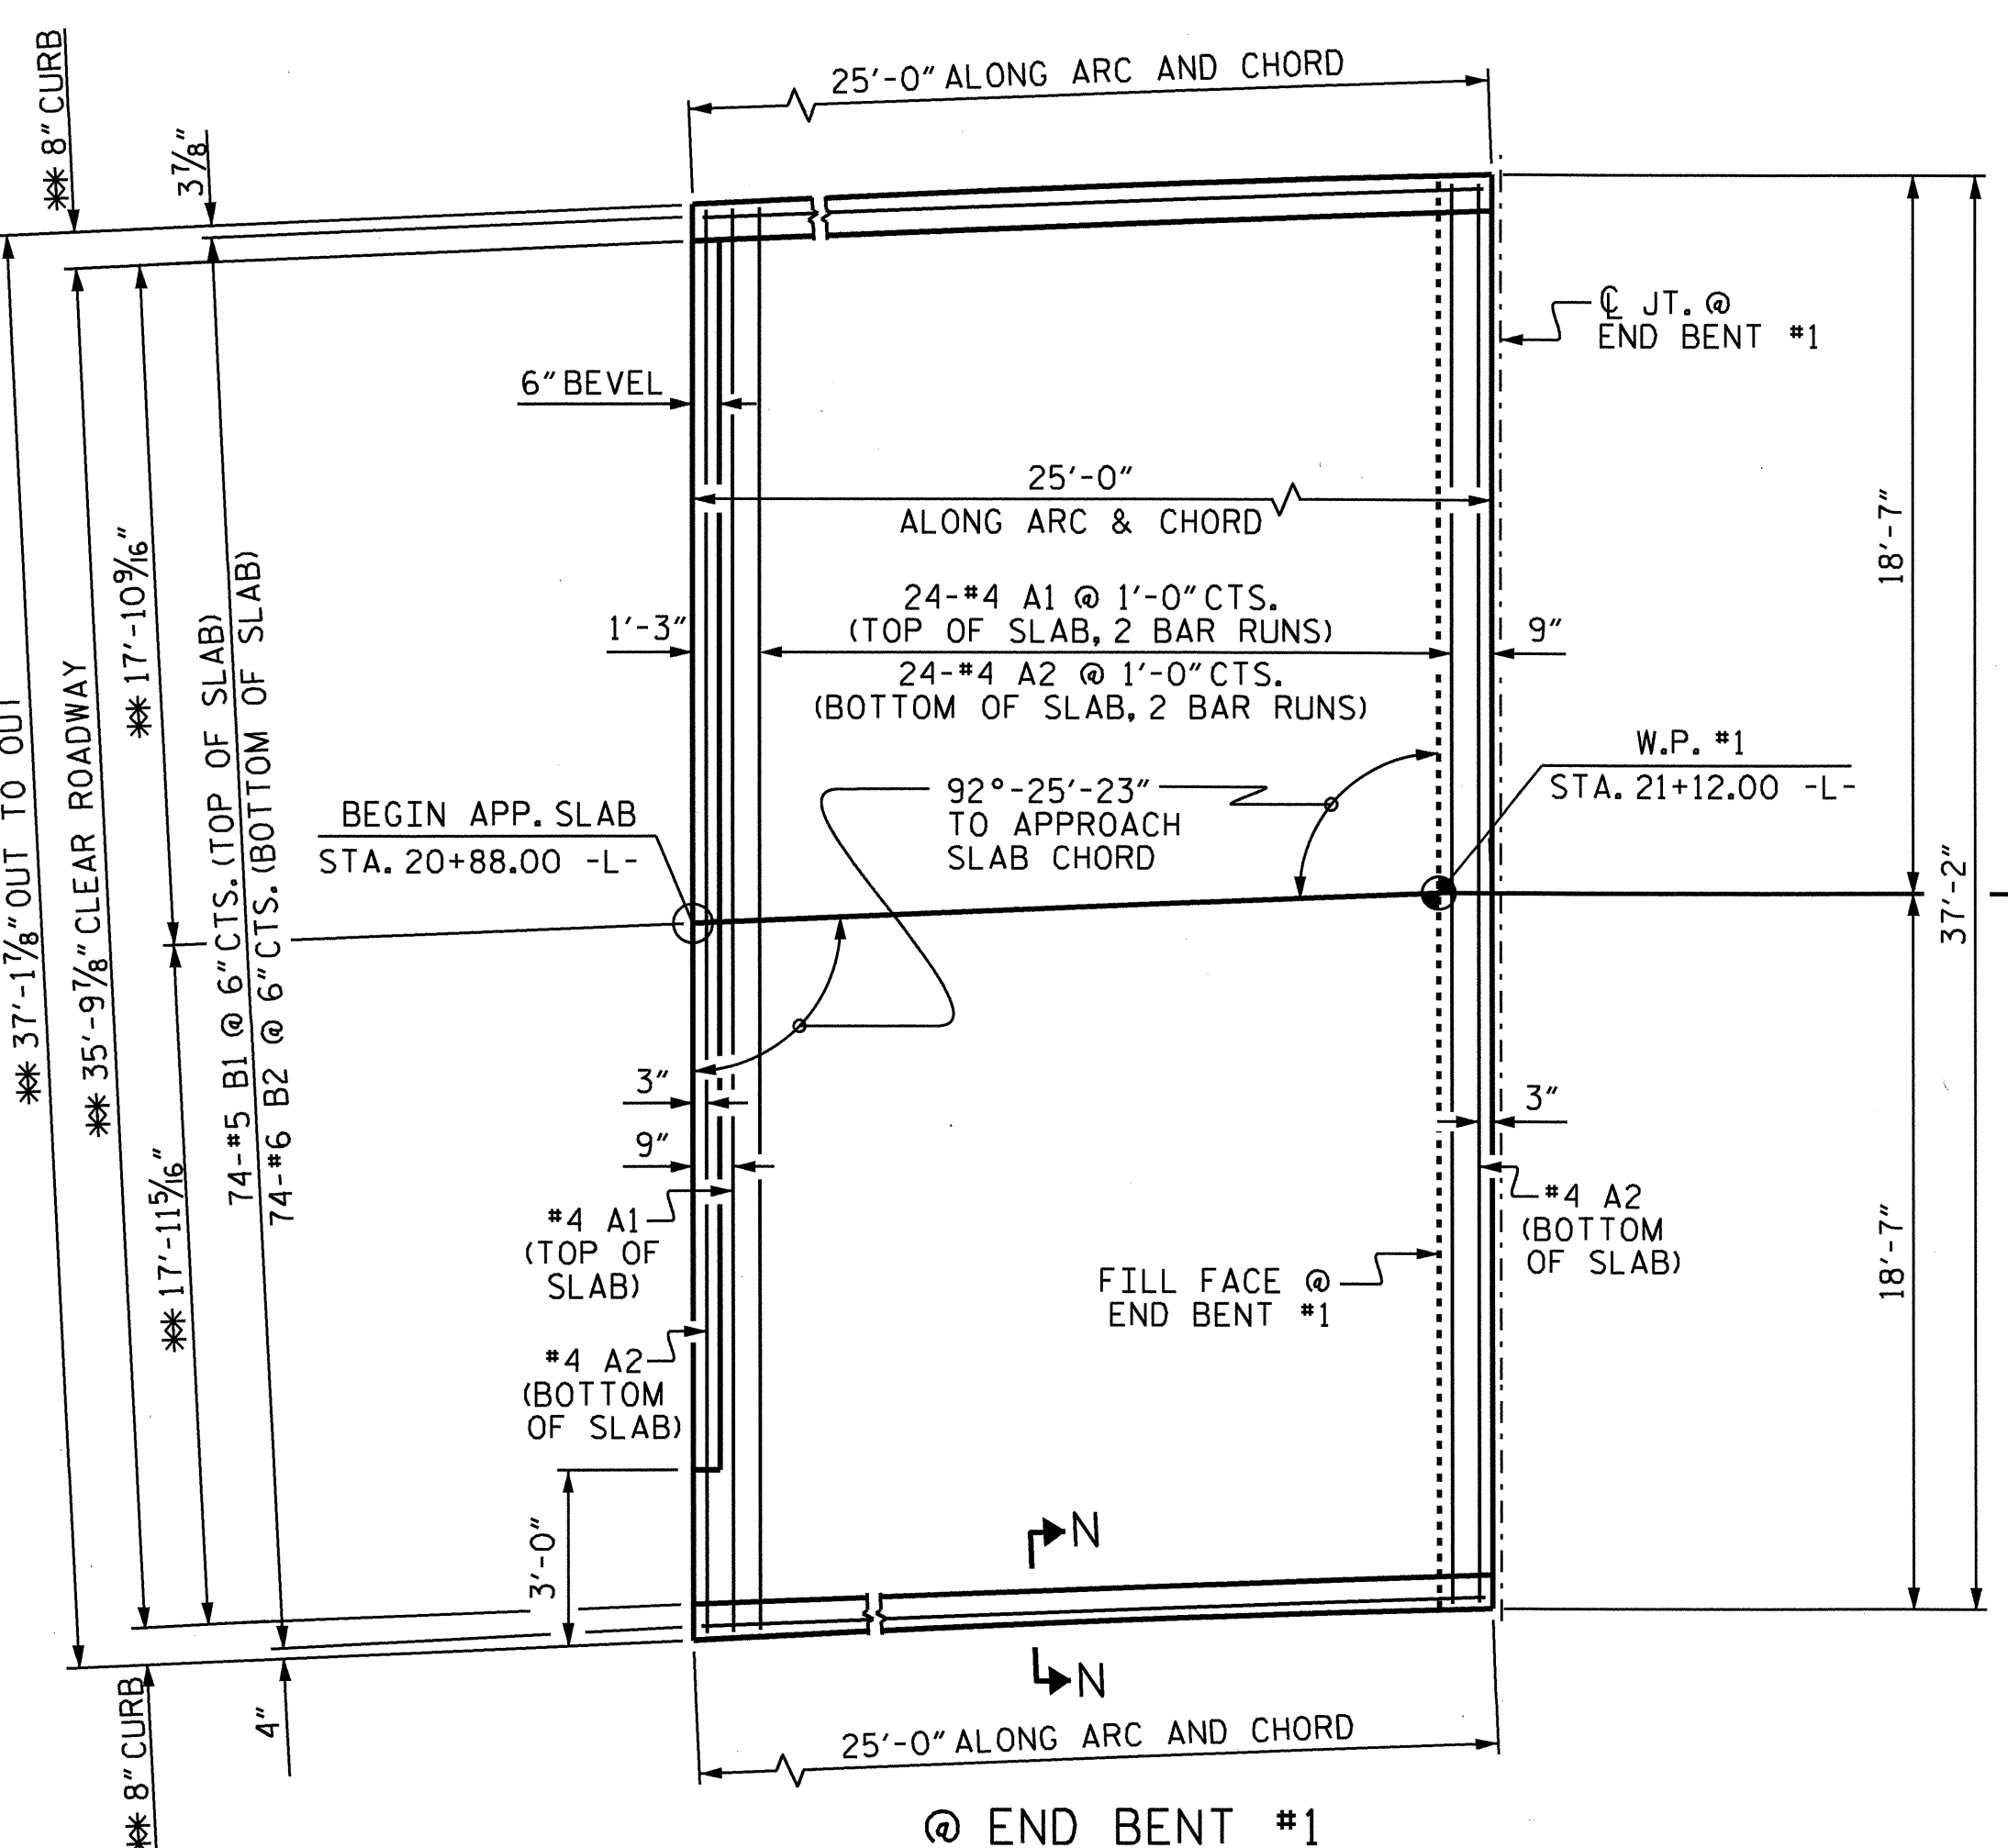 25'-0" ALONG ARC AND CHORD
** 8" CURB
3 7/8"
℄ JT. @
END BENT #1
6" BEVEL
25'-0"
ALONG ARC & CHORD
18'-7"
** 17'-10 9/16"
24-#4 A1 @ 1'-0" CTS.
(TOP OF SLAB, 2 BAR RUNS)
24-#4 A2 @ 1'-0" CTS.
(BOTTOM OF SLAB, 2 BAR RUNS)
1'-3"
9"
W.P. #1
STA. 21+12.00 -L-
92°-25'-23"
TO APPROACH
SLAB CHORD
BEGIN APP. SLAB
STA. 20+88.00 -L-
37'-2"
** 37'-1 7/8" OUT TO OUT
** 35'-9 7/8" CLEAR ROADWAY
74-#5 B1 @ 6" CTS. (TOP OF SLAB)
74-#6 B2 @ 6" CTS. (BOTTOM OF SLAB)
** 17'-11 5/16"
3"
9"
3"
#4 A1
(TOP OF
SLAB)
#4 A2
(BOTTOM
OF SLAB)
18'-7"
FILL FACE @
END BENT #1
#4 A2
(BOTTOM
OF SLAB)
3'-0"
N
N
4"
** 8" CURB
25'-0" ALONG ARC AND CHORD
@ END BENT #1